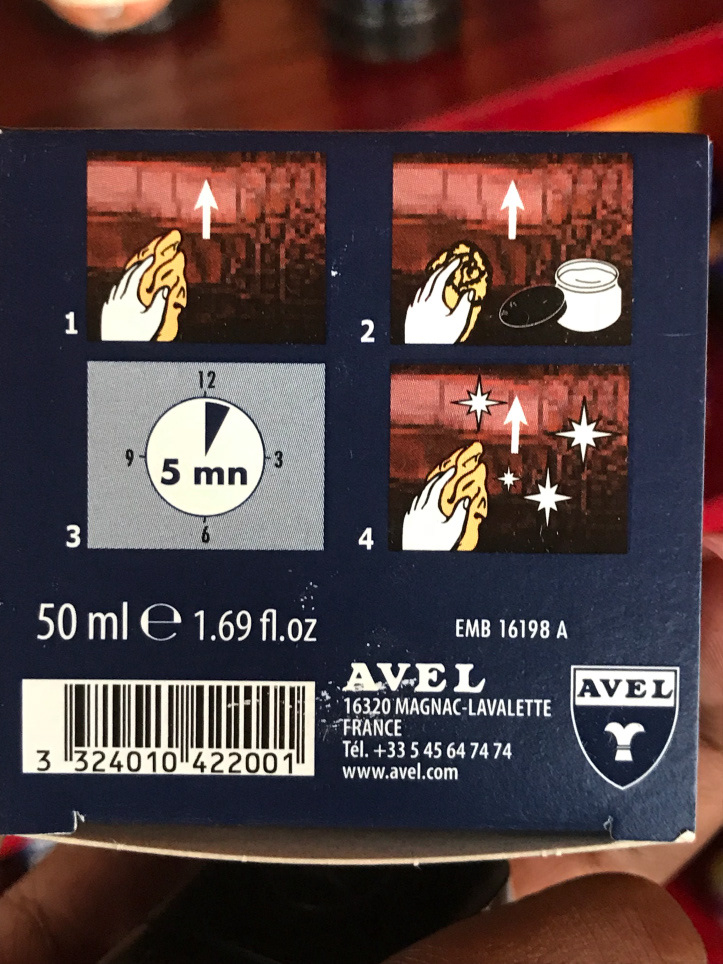 1
2
12
9
3
5 mn
6
3
4
50 ml ℮ 1.69 fl.oz
EMB 16198 A
AVEL
16320 MAGNAC-LAVALETTE
FRANCE
Tél. +33 5 45 64 74 74
www.avel.com
AVEL
3 324010 422001